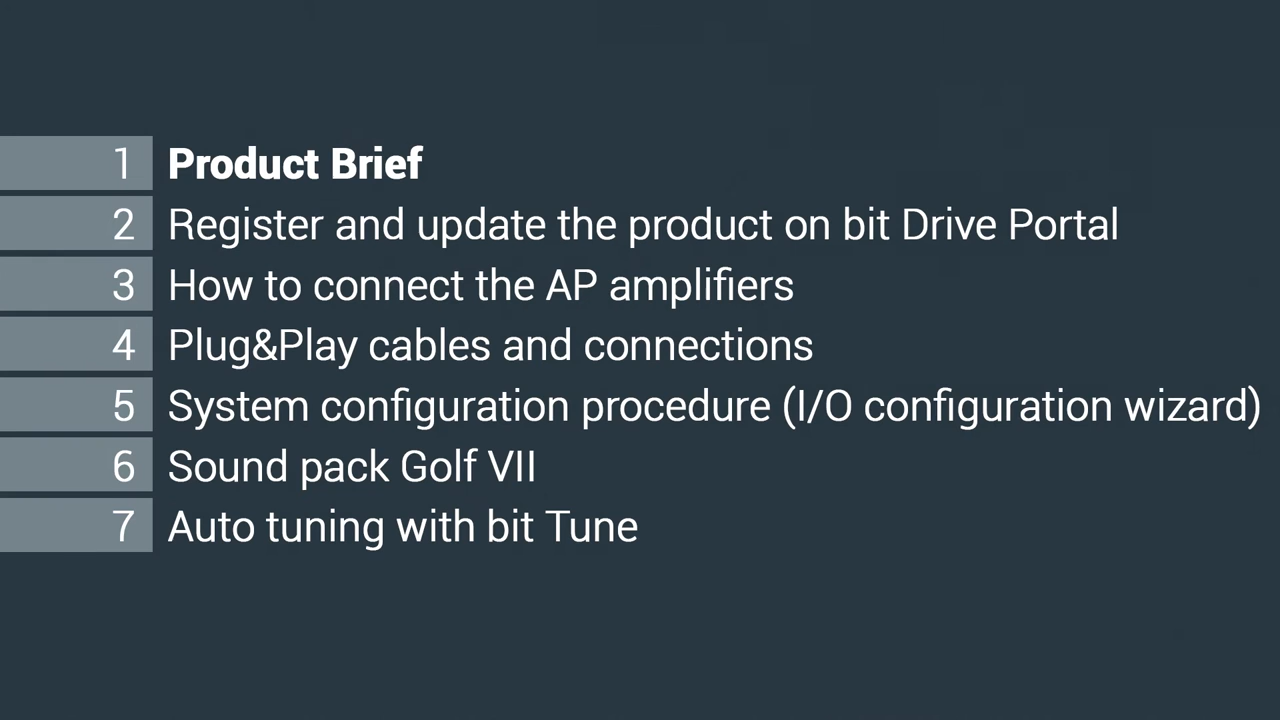 1 Product Brief
2 Register and update the product on bit Drive Portal
3 How to connect the AP amplifiers
4 Plug&Play cables and connections
5 System configuration procedure (I/O configuration wizard)
6 Sound pack Golf VII
7 Auto tuning with bit Tune